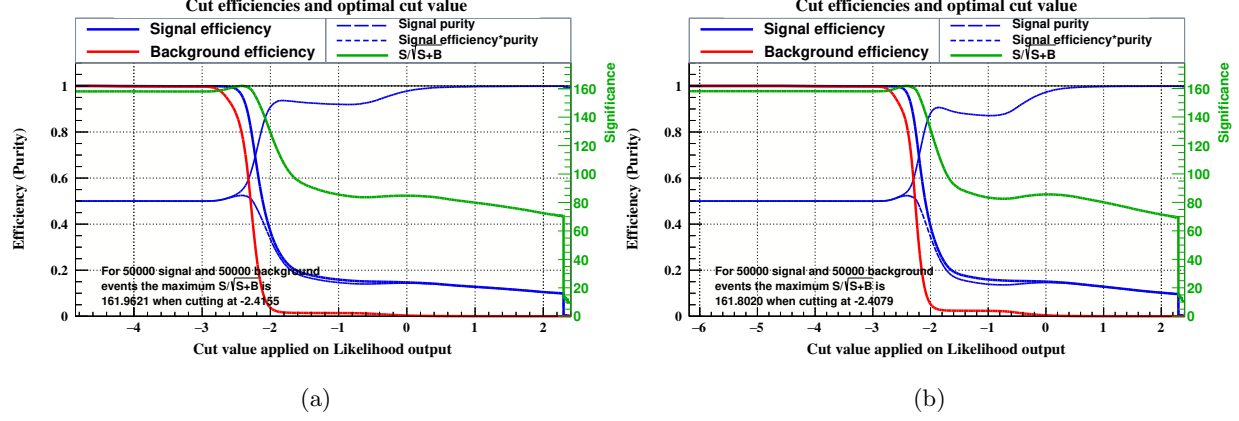 Cut efficiencies and optimal cut value
Signal efficiency
Background efficiency
Signal purity
Signal efficiency*purity
S/√S+B
Efficiency (Purity)
1
0.8
0.6
0.4
0.2
0
Significance
160
140
120
100
80
60
40
20
0
For 50000 signal and 50000 background
events the maximum S/√S+B is
161.9621 when cutting at -2.4155
−4 −3 −2 −1 0 1 2
Cut value applied on Likelihood output
(a)
Cut efficiencies and optimal cut value
Signal efficiency
Background efficiency
Signal purity
Signal efficiency*purity
S/√S+B
Efficiency (Purity)
1
0.8
0.6
0.4
0.2
0
Significance
160
140
120
100
80
60
40
20
0
For 50000 signal and 50000 background
events the maximum S/√S+B is
161.8020 when cutting at -2.4079
−6 −5 −4 −3 −2 −1 0 1 2
Cut value applied on Likelihood output
(b)